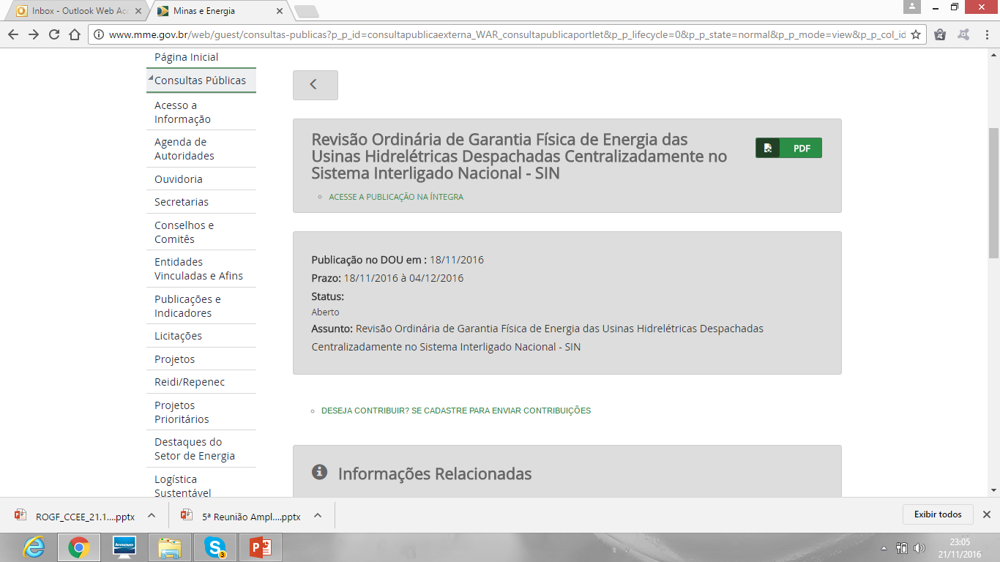 Inbox - Outlook Web Acc
Minas e Energia
www.mme.gov.br/web/guest/consultas-publicas?p_p_id=consultapublicaexterna_WAR_consultapublicaportlet&p_p_lifecycle=0&p_p_state=normal&p_p_mode=view&p_p_col_id
Página Inicial
Consultas Públicas
Acesso a
Informação
Agenda de
Autoridades
Ouvidoria
Secretarias
Conselhos e
Comitês
Entidades
Vinculadas e Afins
Publicações e
Indicadores
Licitações
Projetos
Reidi/Repenec
Projetos
Prioritários
Destaques do
Setor de Energia
Logística
Sustentável
Revisão Ordinária de Garantia Física de Energia das
Usinas Hidrelétricas Despachadas Centralizadamente no
Sistema Interligado Nacional - SIN
PDF
ACESSE A PUBLICAÇÃO NA ÍNTEGRA
Publicação no DOU em : 18/11/2016
Prazo: 18/11/2016 à 04/12/2016
Status:
Aberto
Assunto: Revisão Ordinária de Garantia Física de Energia das Usinas Hidrelétricas Despachadas
Centralizadamente no Sistema Interligado Nacional - SIN
DESEJA CONTRIBUIR? SE CADASTRE PARA ENVIAR CONTRIBUIÇÕES
Informações Relacionadas
ROGF_CCEE_21.1....pptx
5ª Reunião Ampl....pptx
Exibir todos
lenovo
3
23:05
21/11/2016